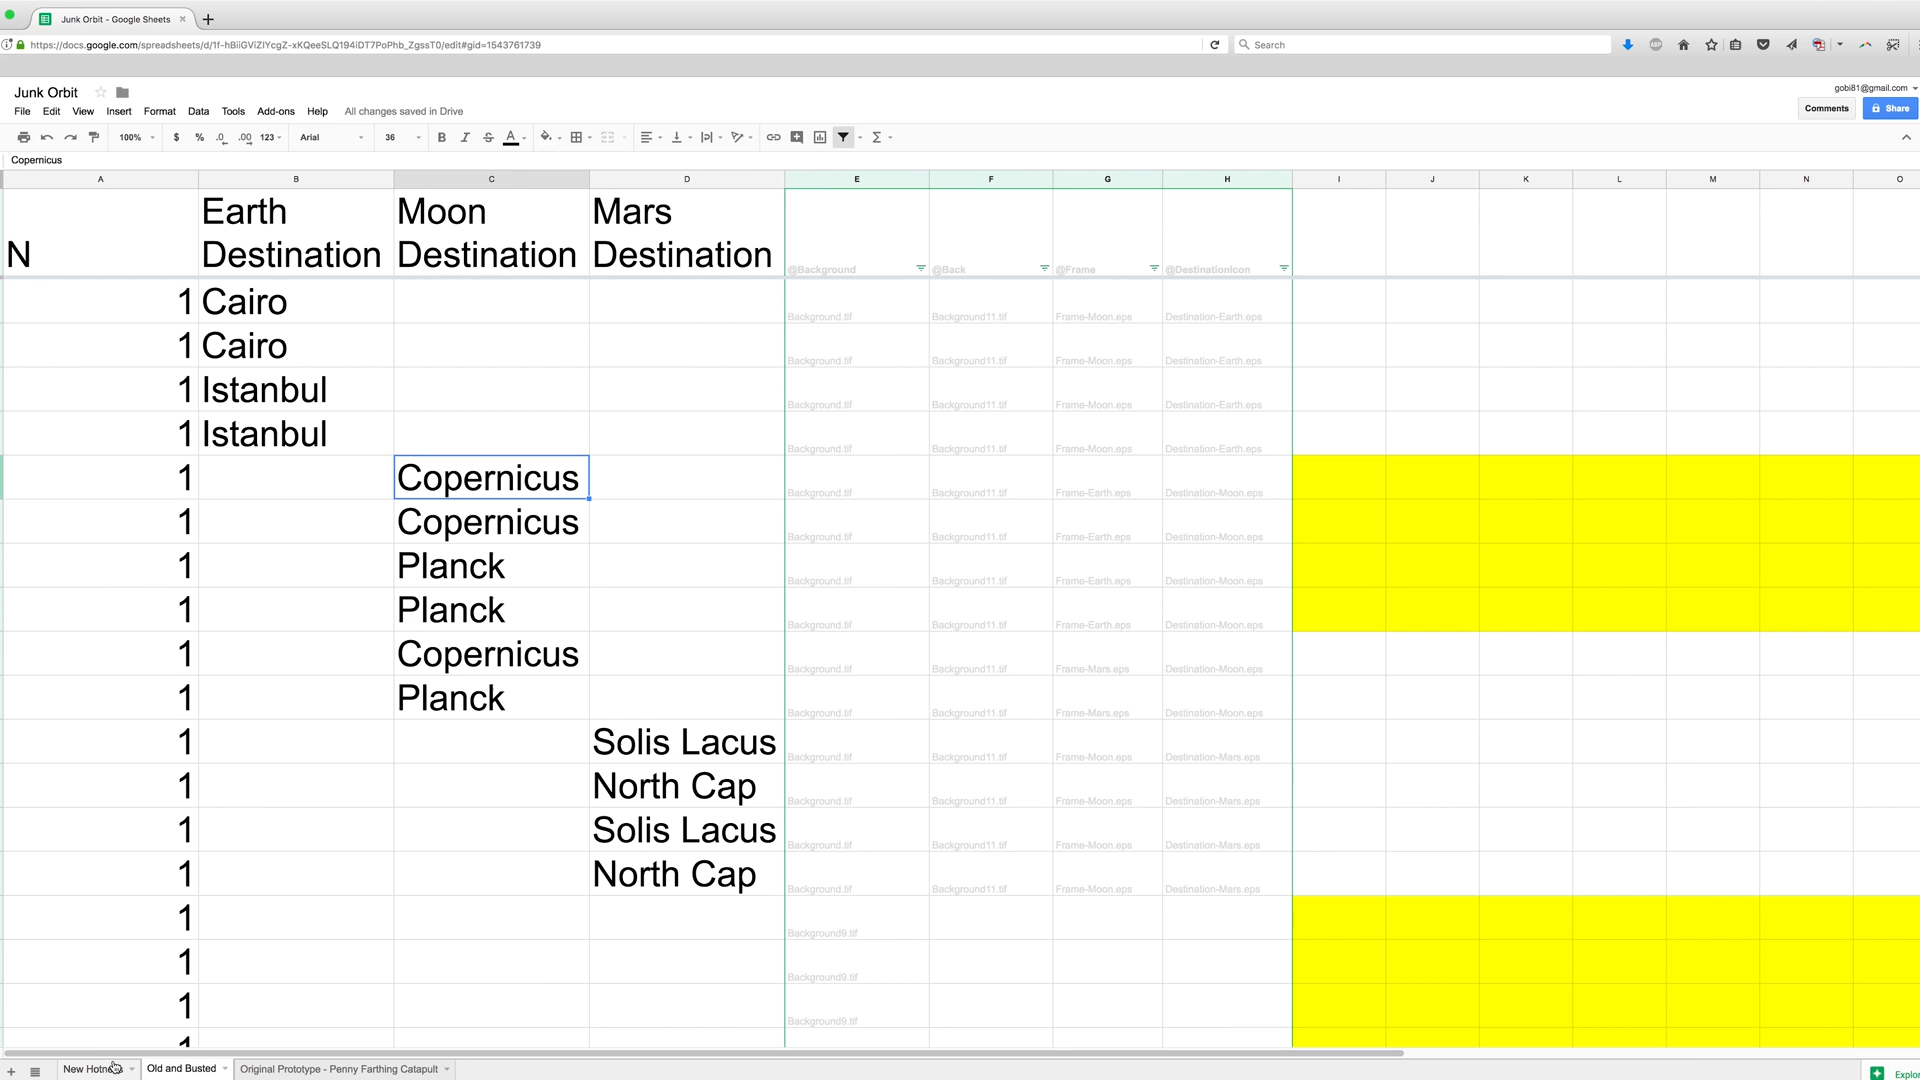 Junk Orbit - Google Sheets
https://docs.google.com/spreadsheets/d/1f-hBiiGViZIYcgZ-xKQeeSLQ194iDT7PoPhb_ZgssT0/edit#gid=1543761739
Search
ABP
Junk Orbit
gobi81@gmail.com
File Edit View Insert Format Data Tools Add-ons Help All changes saved in Drive
Comments
Share
100% $ % .0 .00 123 Arial 36 B I S A
Copernicus
A B C D E F G H I J K L M N O
N Earth Destination Moon Destination Mars Destination @Background @Back @Frame @DestinationIcon
1 Cairo Background.tif Background11.tif Frame-Moon.eps Destination-Earth.eps
1 Cairo Background.tif Background11.tif Frame-Moon.eps Destination-Earth.eps
1 Istanbul Background.tif Background11.tif Frame-Moon.eps Destination-Earth.eps
1 Istanbul Background.tif Background11.tif Frame-Moon.eps Destination-Earth.eps
1 Copernicus Background.tif Background11.tif Frame-Earth.eps Destination-Moon.eps
1 Copernicus Background.tif Background11.tif Frame-Earth.eps Destination-Moon.eps
1 Planck Background.tif Background11.tif Frame-Earth.eps Destination-Moon.eps
1 Planck Background.tif Background11.tif Frame-Earth.eps Destination-Moon.eps
1 Copernicus Background.tif Background11.tif Frame-Mars.eps Destination-Moon.eps
1 Planck Background.tif Background11.tif Frame-Mars.eps Destination-Moon.eps
1 Solis Lacus Background.tif Background11.tif Frame-Moon.eps Destination-Mars.eps
1 North Cap Background.tif Background11.tif Frame-Moon.eps Destination-Mars.eps
1 Solis Lacus Background.tif Background11.tif Frame-Moon.eps Destination-Mars.eps
1 North Cap Background.tif Background11.tif Frame-Moon.eps Destination-Mars.eps
1 Background9.tif
1 Background9.tif
1 Background9.tif
1
New Old and Busted Original Prototype - Penny Farthing Catapult Explor